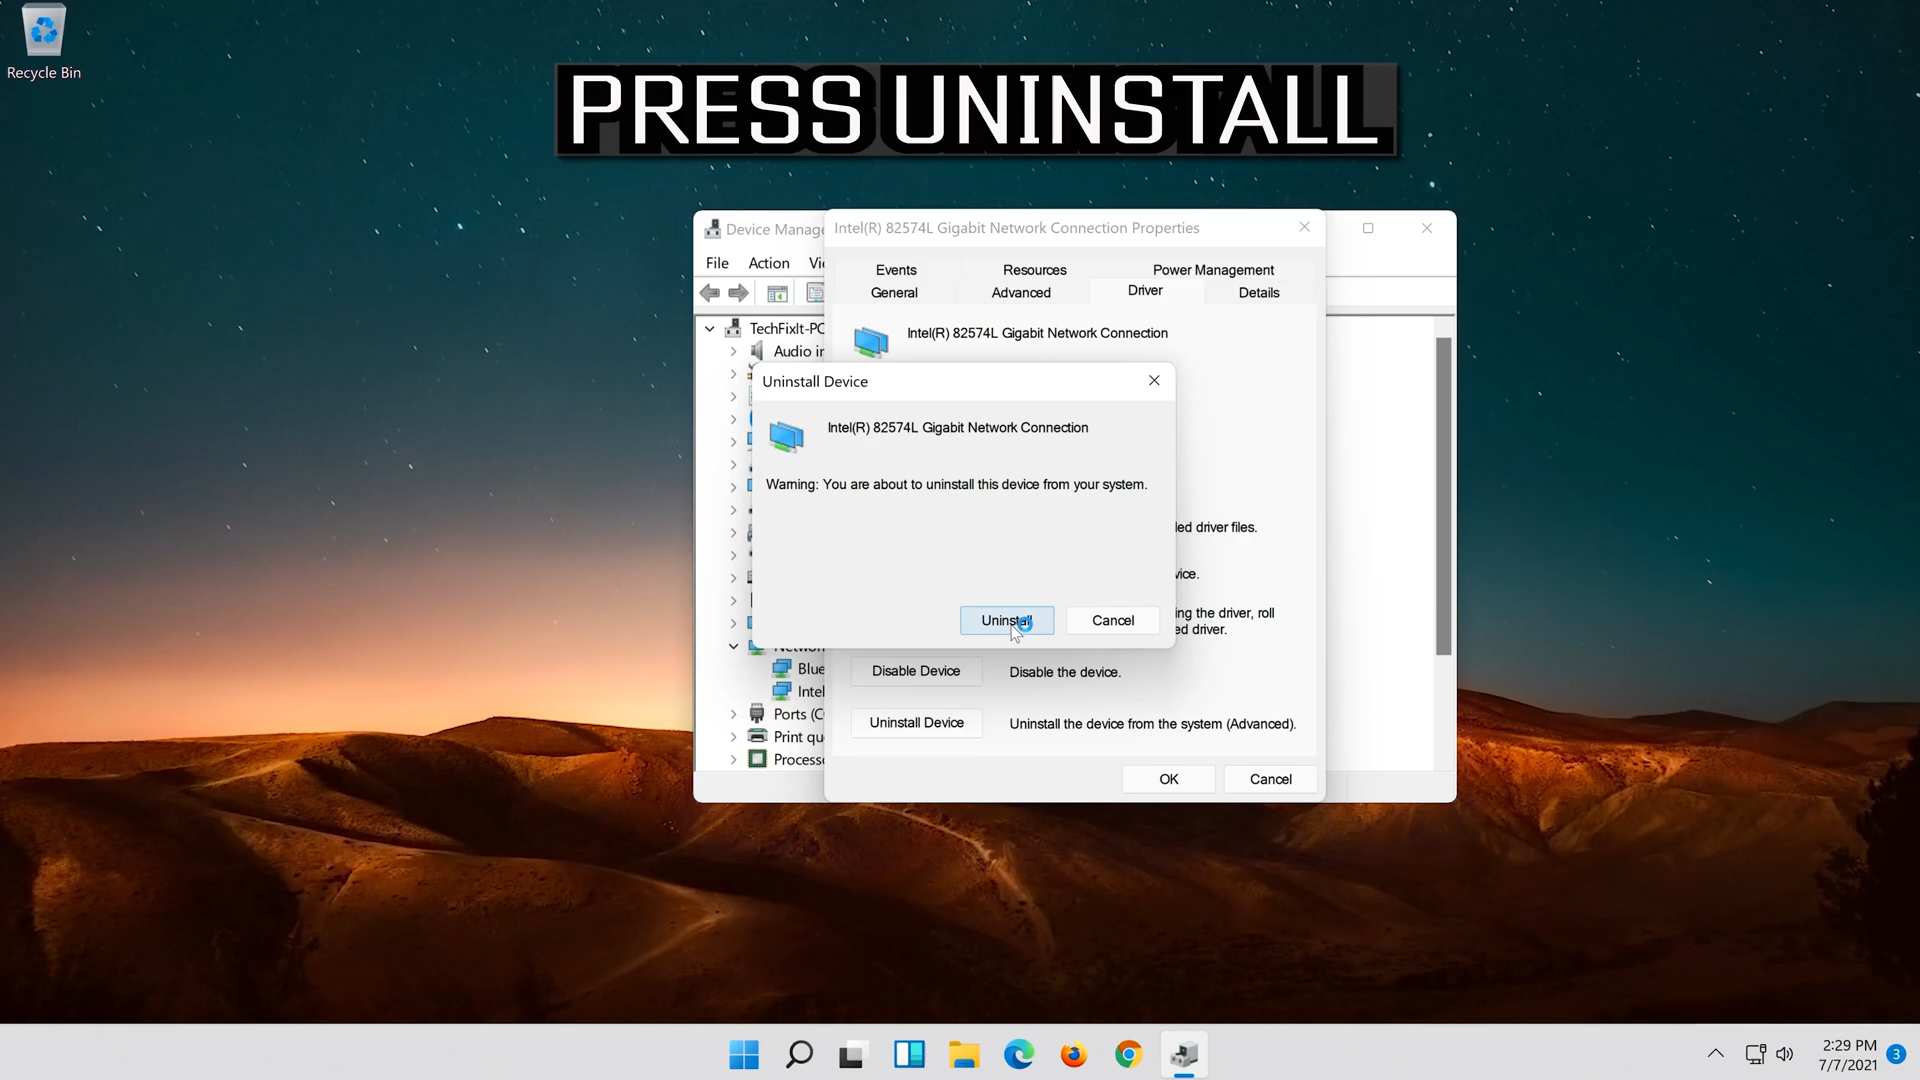 Recycle Bin
PRESS UNINSTALL
Device Manage
Intel(R) 82574L Gigabit Network Connection Properties
File Action Vi
Events Resources Power Management
General Advanced Driver Details
TechFixIt-PC
Intel(R) 82574L Gigabit Network Connection
Audio in
Uninstall Device
Intel(R) 82574L Gigabit Network Connection
Warning: You are about to uninstall this device from your system.
led driver files.
vice.
ing the driver, roll
ed driver.
Uninstall Cancel
Network
Blue
Disable Device Disable the device.
Intel
Ports (C
Uninstall Device Uninstall the device from the system (Advanced).
Print qu
Process
OK Cancel
2:29 PM
7/7/2021
3